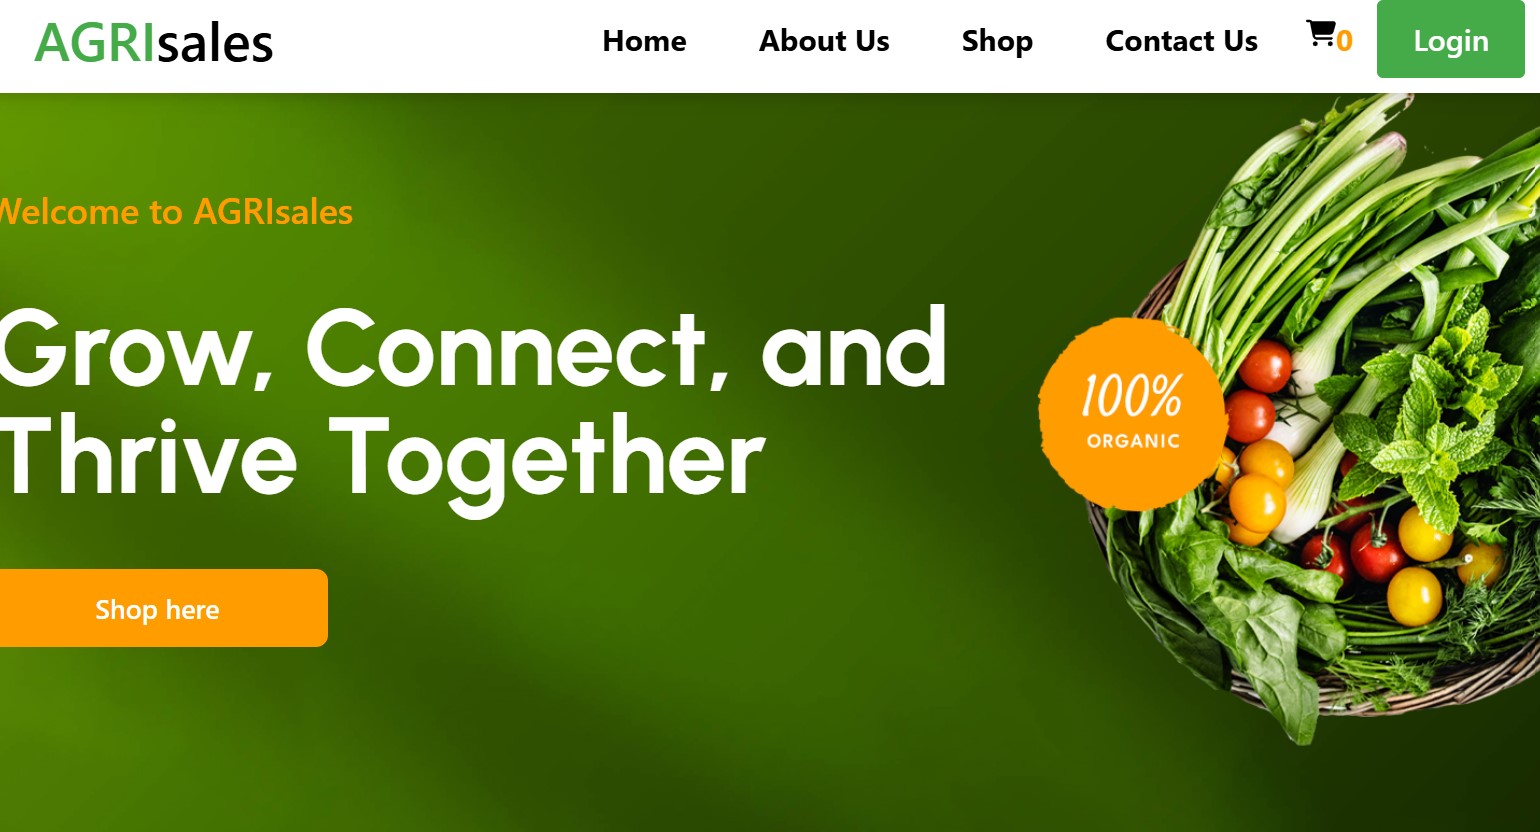 AGRIsales
Home
About Us
Shop
Contact Us
0
Login
Welcome to AGRIsales
Grow, Connect, and
Thrive Together
100%
ORGANIC
Shop here